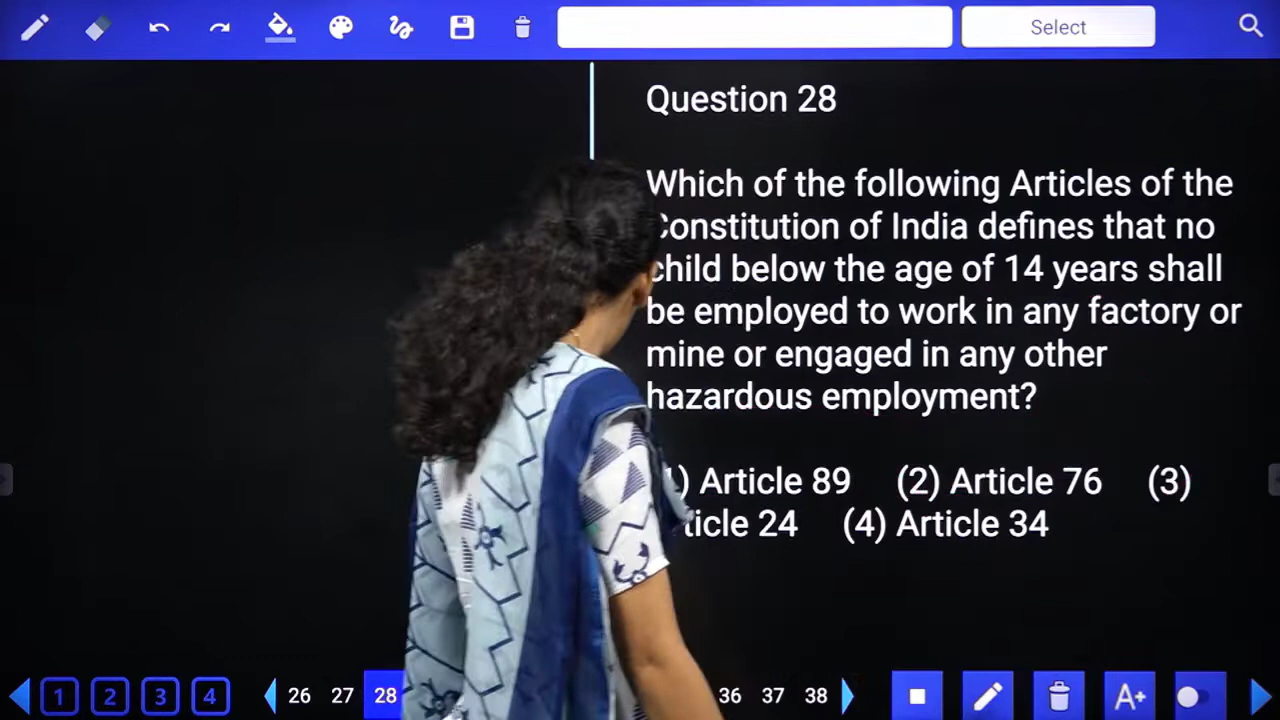 Select
Question 28
Which of the following Articles of the
Constitution of India defines that no
child below the age of 14 years shall
be employed to work in any factory or
mine or engaged in any other
hazardous employment?
1) Article 89 (2) Article 76 (3)
ticle 24 (4) Article 34
1 2 3 4 26 27 28 36 37 38 A+